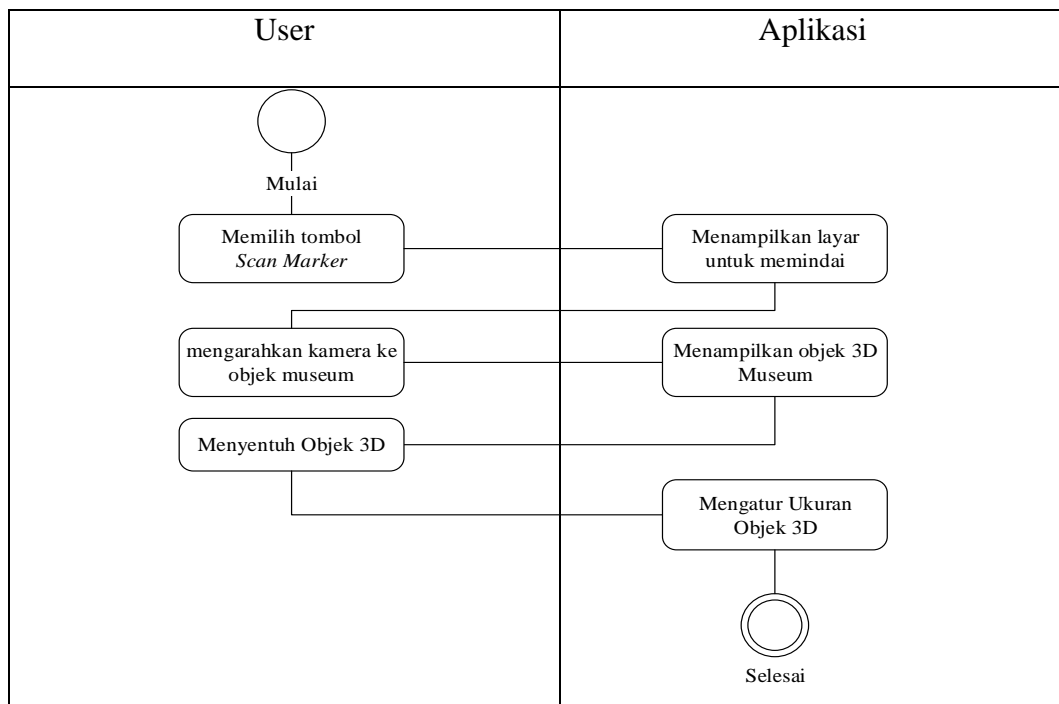 User
Aplikasi
Mulai
Memilih tombol
Scan Marker
Menampilkan layar
untuk memindai
mengarahkan kamera ke
objek museum
Menampilkan objek 3D
Museum
Menyentuh Objek 3D
Mengatur Ukuran
Objek 3D
Selesai